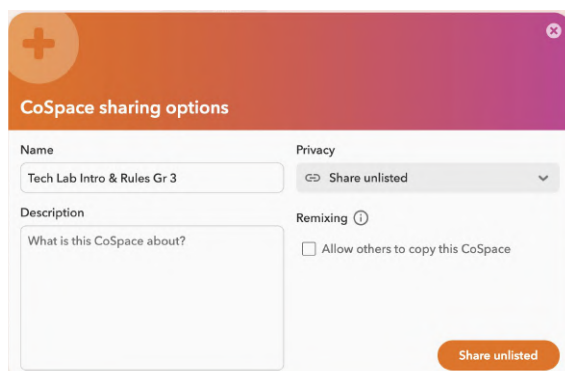 CoSpace sharing options
Name
Tech Lab Intro & Rules Gr 3
Description
What is this CoSpace about?
Privacy
Share unlisted
Remixing
Allow others to copy this CoSpace
Share unlisted